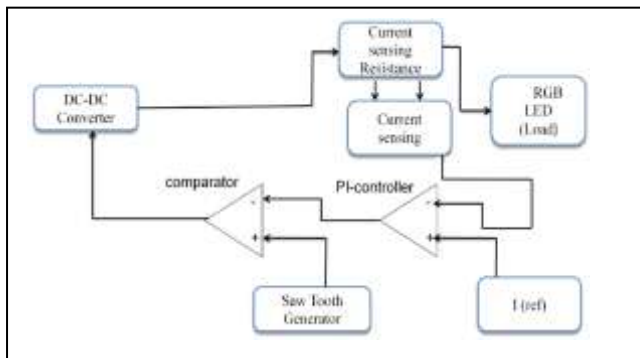 Current
sensing
Resistance
DC-DC
Converter
RGB
LED
(Load)
Current
sensing
comparator
PI-controller
-
-
+
+
Saw Tooth
Generator
I (ref)